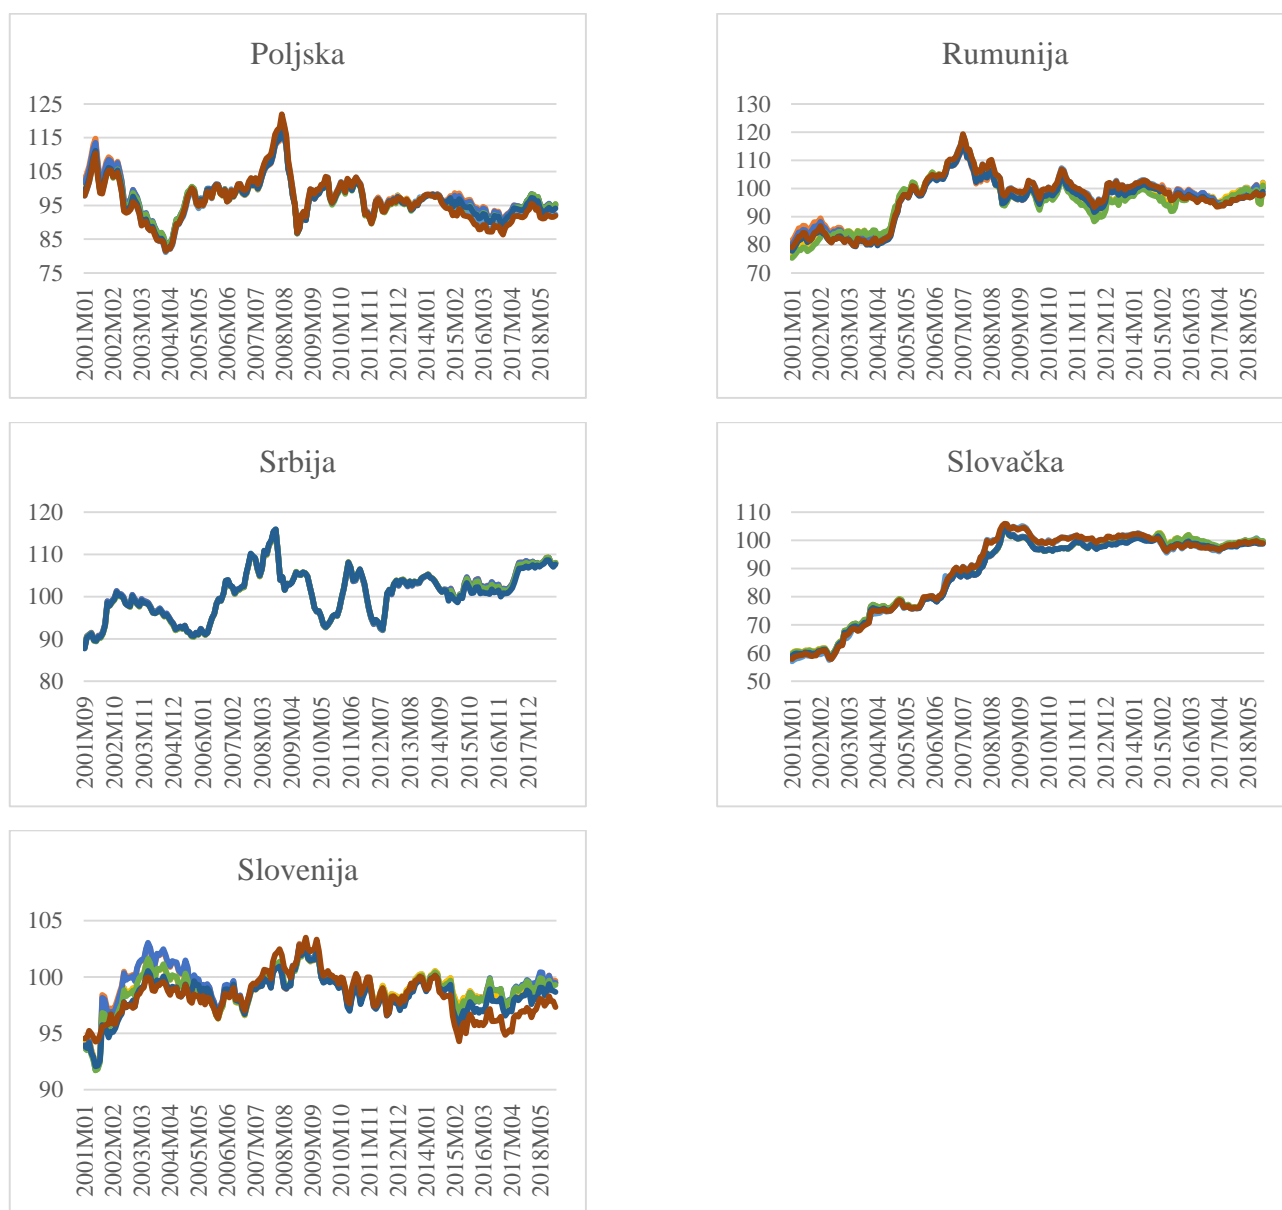 Poljska
125
115
105
95
85
75
2001M01
2002M02
2003M03
2004M04
2005M05
2006M06
2007M07
2008M08
2009M09
2010M10
2011M11
2012M12
2014M01
2015M02
2016M03
2017M04
2018M05
Rumunija
130
120
110
100
90
80
70
2001M01
2002M02
2003M03
2004M04
2005M05
2006M06
2007M07
2008M08
2009M09
2010M10
2011M11
2012M12
2014M01
2015M02
2016M03
2017M04
2018M05
Srbija
120
110
100
90
80
2001M09
2002M10
2003M11
2004M12
2006M01
2007M02
2008M03
2009M04
2010M05
2011M06
2012M07
2013M08
2014M09
2015M10
2016M11
2017M12
Slovačka
110
100
90
80
70
60
50
2001M01
2002M02
2003M03
2004M04
2005M05
2006M06
2007M07
2008M08
2009M09
2010M10
2011M11
2012M12
2014M01
2015M02
2016M03
2017M04
2018M05
Slovenija
105
100
95
90
2001M01
2002M02
2003M03
2004M04
2005M05
2006M06
2007M07
2008M08
2009M09
2010M10
2011M11
2012M12
2014M01
2015M02
2016M03
2017M04
2018M05